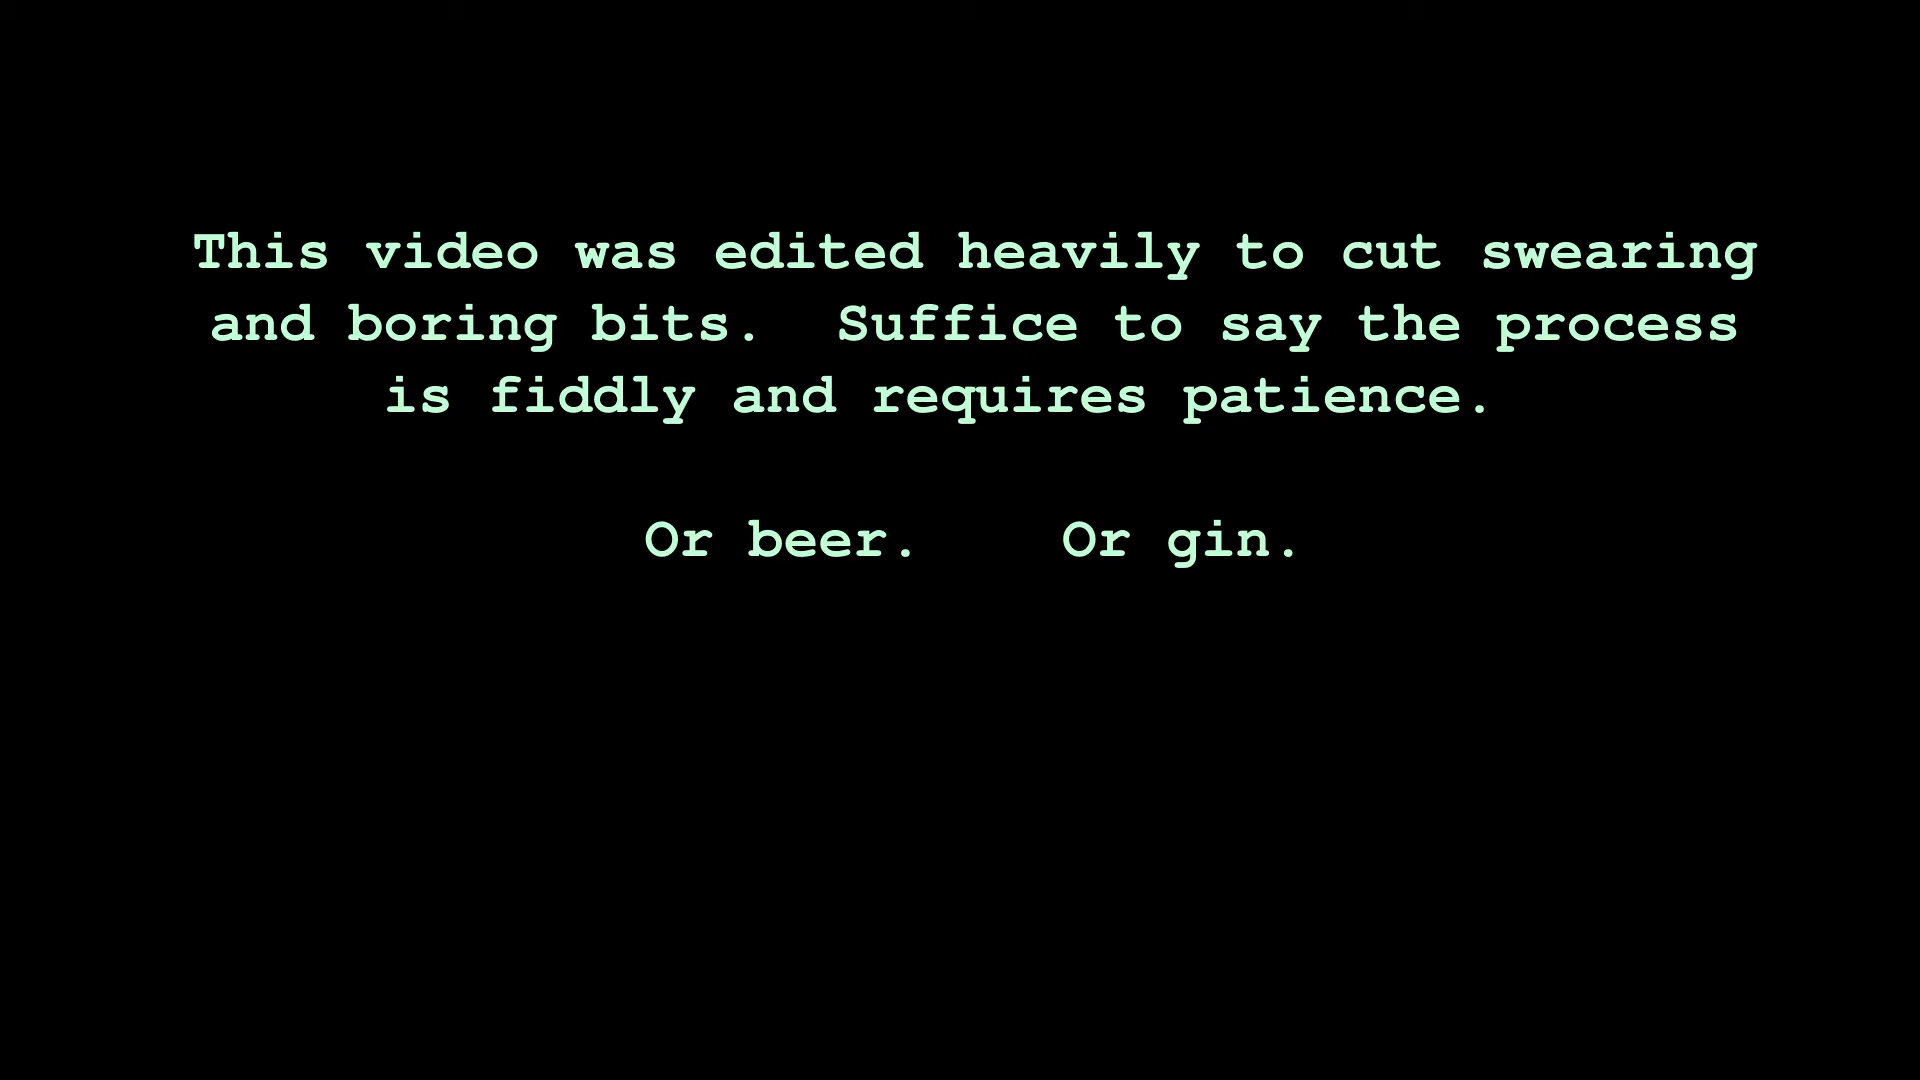 This video was edited heavily to cut swearing
and boring bits.  Suffice to say the process
is fiddly and requires patience.
Or beer.    Or gin.